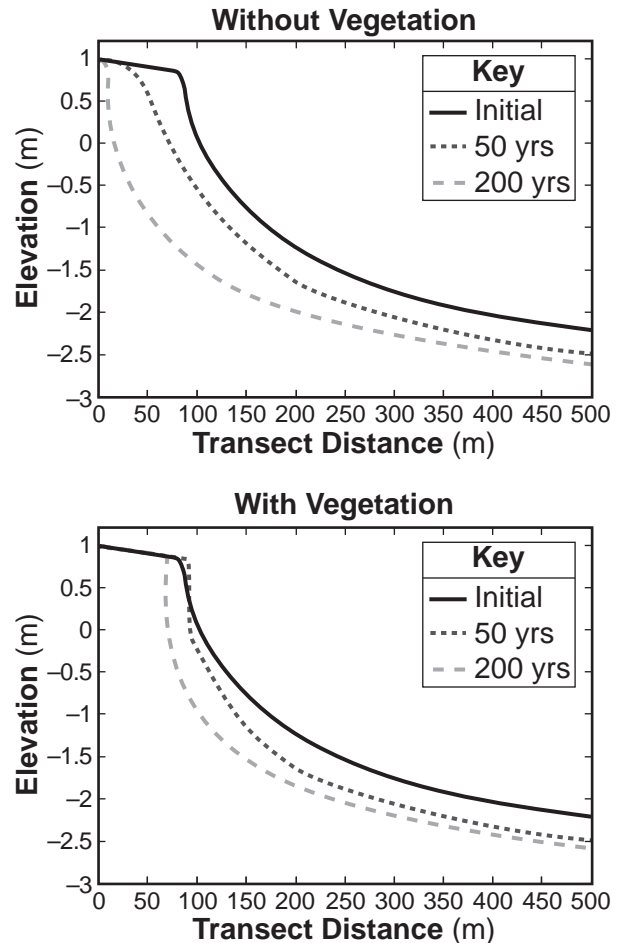 Without Vegetation
Elevation (m)
1
0.5
0
–0.5
–1
–1.5
–2
–2.5
–3
Key
Initial
50 yrs
200 yrs
0 50 100 150 200 250 300 350 400 450 500
Transect Distance (m)
With Vegetation
Elevation (m)
1
0.5
0
–0.5
–1
–1.5
–2
–2.5
–3
Key
Initial
50 yrs
200 yrs
0 50 100 150 200 250 300 350 400 450 500
Transect Distance (m)